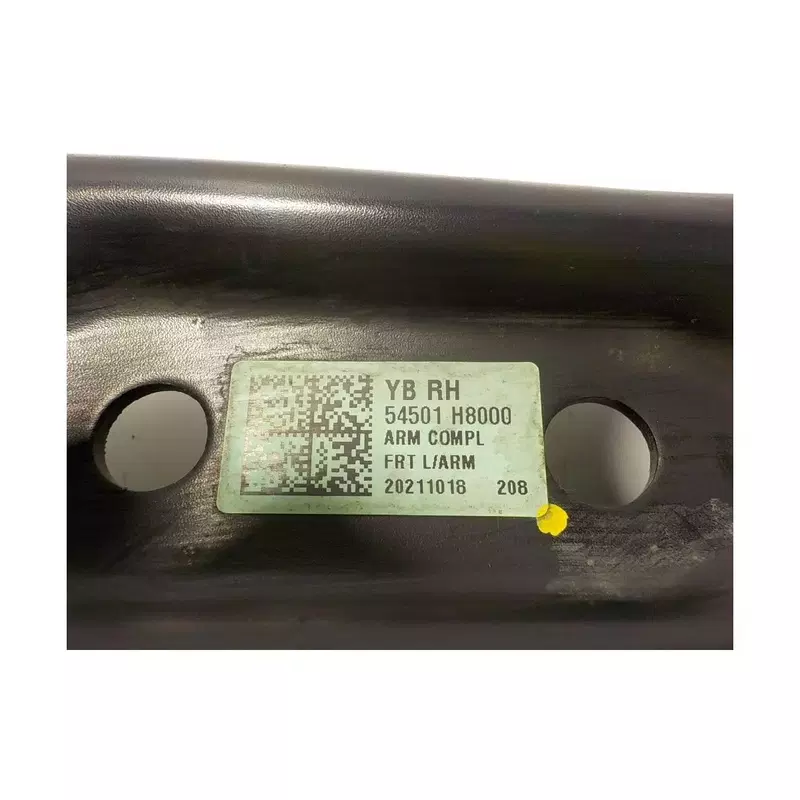 YB RH
54501 H8000
ARM COMPL
FRT L/ARM
20211018 208